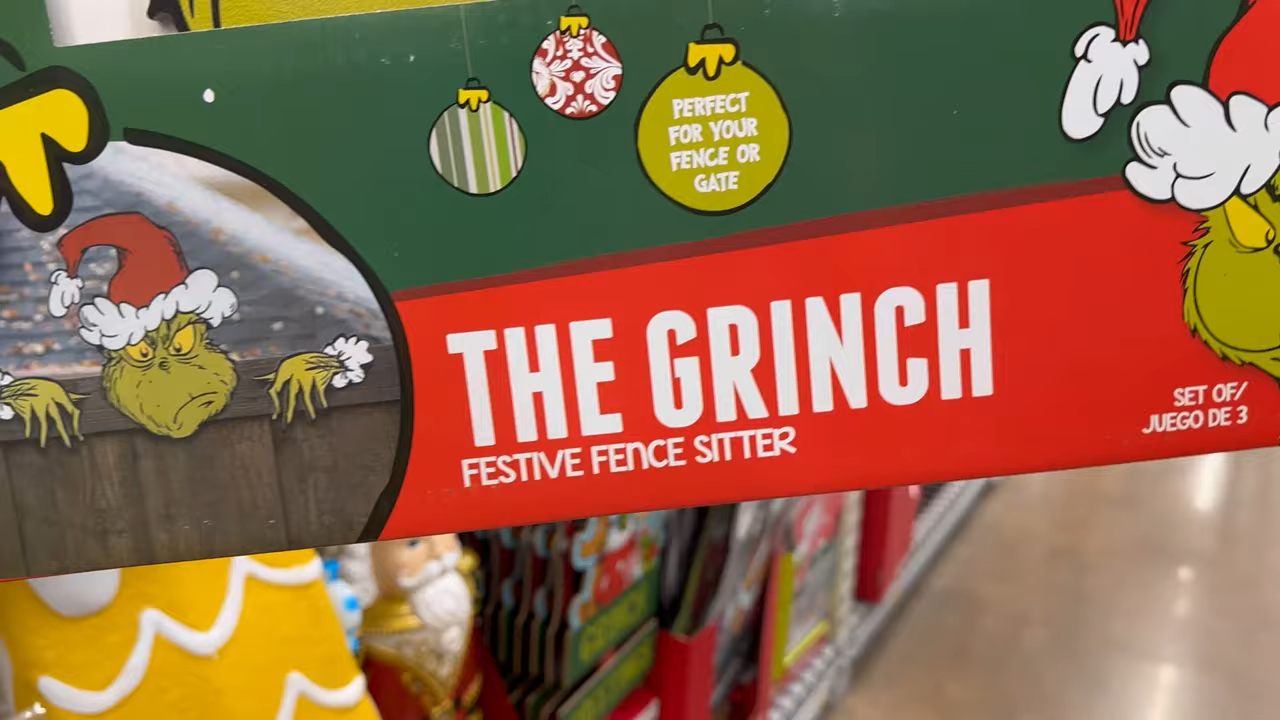 PERFECT
FOR YOUR
FENCE OR
GATE
THE GRINCH
FESTIVE FENCE SITTER
SET OF/
JUEGO DE 3